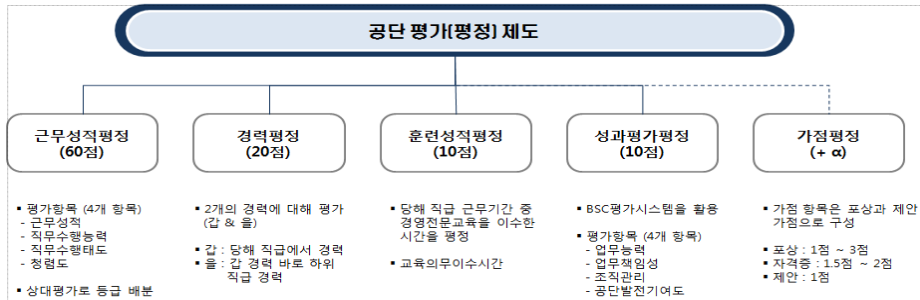 공단 평가(평정) 제도
근무성적평정
(60점)
▪ 평가항목 (4개 항목)
- 근무성적
- 직무수행능력
- 직무수행태도
- 청렴도
▪ 상대평가로 등급 배분
경력평정
(20점)
▪ 2개의 경력에 대해 평가
(갑 & 을)
▪ 갑 : 당해 직급에서 경력
▪ 을 : 갑 경력 바로 하위
직급 경력
훈련성적평정
(10점)
▪ 당해 직급 근무기간 중
경영전문교육을 이수한
시간을 평정
▪ 교육의무이수시간
성과평가평정
(10점)
▪ BSC평가시스템을 활용
▪ 평가항목 (4개 항목)
- 업무능력
- 업무책임성
- 조직관리
- 공단발전기여도
가점평정
(+ α)
▪ 가점 항목은 포상과 제안
가점으로 구성
▪ 포상 : 1점 ~ 3점
▪ 자격증 : 1.5점 ~ 2점
▪ 제안 : 1점